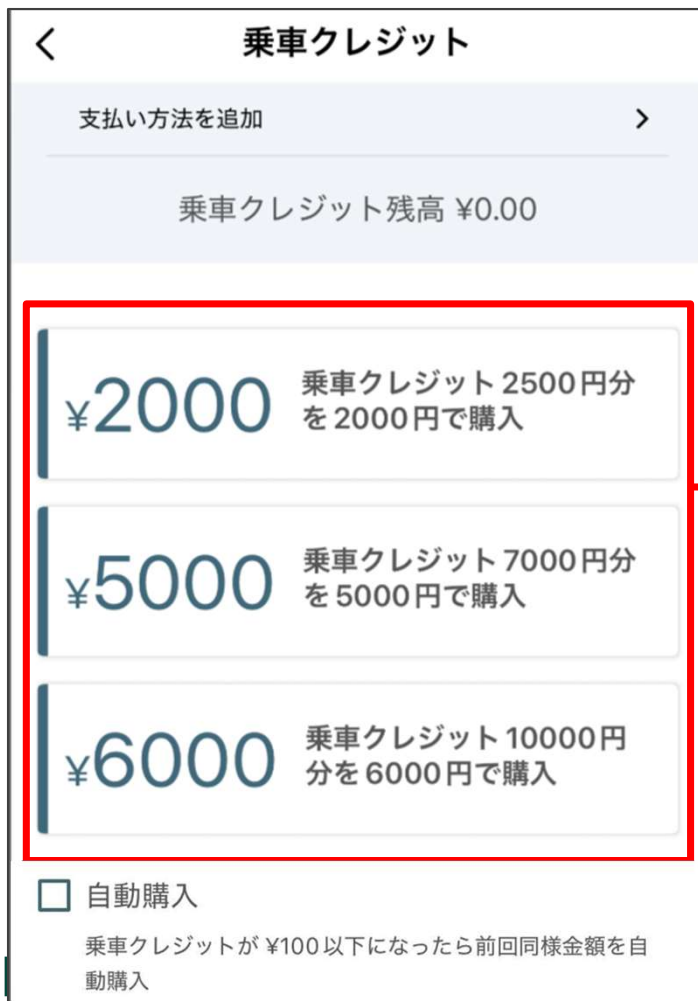 乗車クレジット
支払い方法を追加
乗車クレジット残高 ¥0.00
¥2000
乗車クレジット2500円分
を2000円で購入
¥5000
乗車クレジット7000円分
を5000円で購入
¥6000
乗車クレジット10000円
分を6000円で購入
自動購入
乗車クレジットが ¥100以下になったら前回同様金額を自
動購入